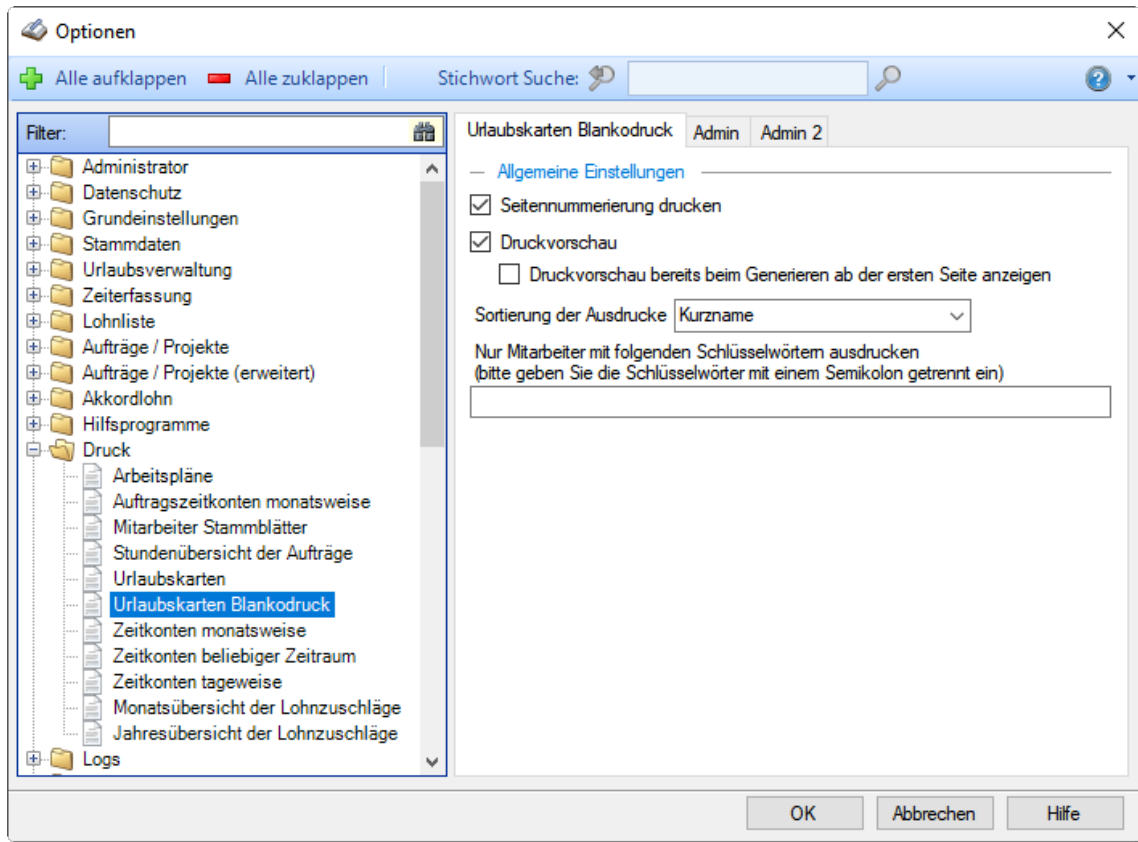 Optionen
Alle aufklappen Alle zuklappen Stichwort Suche:
Filter:
Administrator
Datenschutz
Grundeinstellungen
Stammdaten
Urlaubsverwaltung
Zeiterfassung
Lohnliste
Aufträge / Projekte
Aufträge / Projekte (erweitert)
Akkordlohn
Hilfsprogramme
Druck
Arbeitspläne
Auftragszeitkonten monatsweise
Mitarbeiter Stammblätter
Stundenübersicht der Aufträge
Urlaubskarten
Urlaubskarten Blankodruck
Zeitkonten monatsweise
Zeitkonten beliebiger Zeitraum
Zeitkonten tageweise
Monatsübersicht der Lohnzuschläge
Jahresübersicht der Lohnzuschläge
Logs
Urlaubskarten Blankodruck Admin Admin 2
Allgemeine Einstellungen
Seitennummerierung drucken
Druckvorschau
Druckvorschau bereits beim Generieren ab der ersten Seite anzeigen
Sortierung der Ausdrucke Kurzname
Nur Mitarbeiter mit folgenden Schlüsselwörtern ausdrucken
(bitte geben Sie die Schlüsselwörter mit einem Semikolon getrennt ein)
OK Abbrechen Hilfe